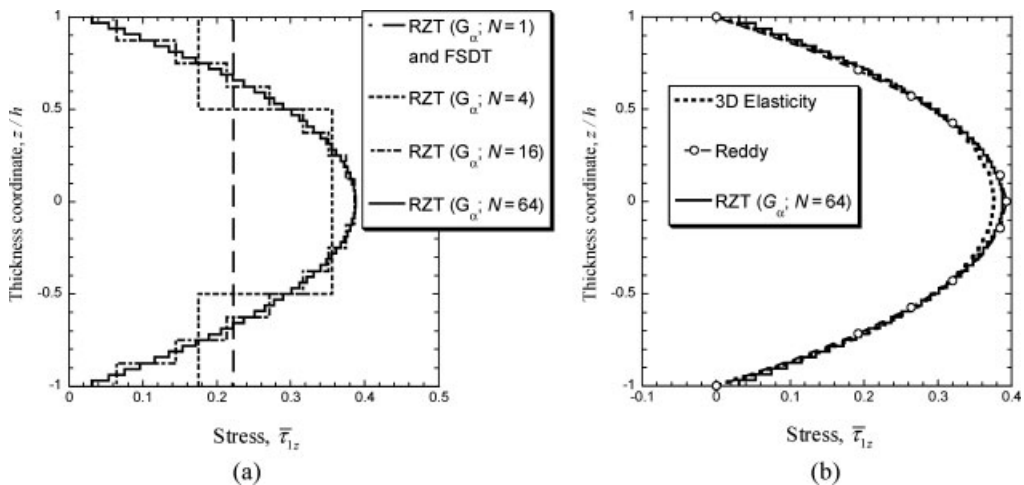 1
0.5
0
-0.5
-1
Thickness coordinate, z / h
0
0.1
0.2
0.3
0.4
0.5
Stress, τ̅1z
(a)
RZT (Gα; N = 1)
and FSDT
RZT (Gα; N = 4)
RZT (Gα; N = 16)
RZT (Gα; N = 64)
1
0.5
0
-0.5
-1
Thickness coordinate, z / h
-0.1
0
0.1
0.2
0.3
0.4
Stress, τ̅1z
(b)
3D Elasticity
Reddy
RZT (Gα; N = 64)